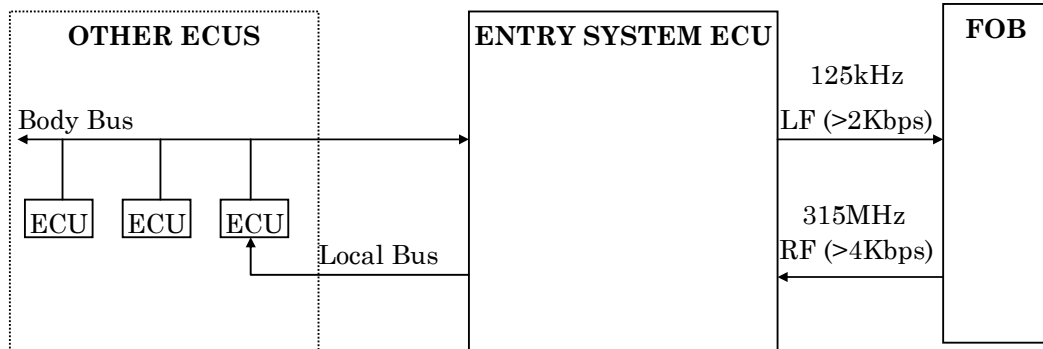 OTHER ECUS
ENTRY SYSTEM ECU
FOB
125kHz
LF (>2Kbps)
Body Bus
ECU
ECU
ECU
315MHz
RF (>4Kbps)
Local Bus